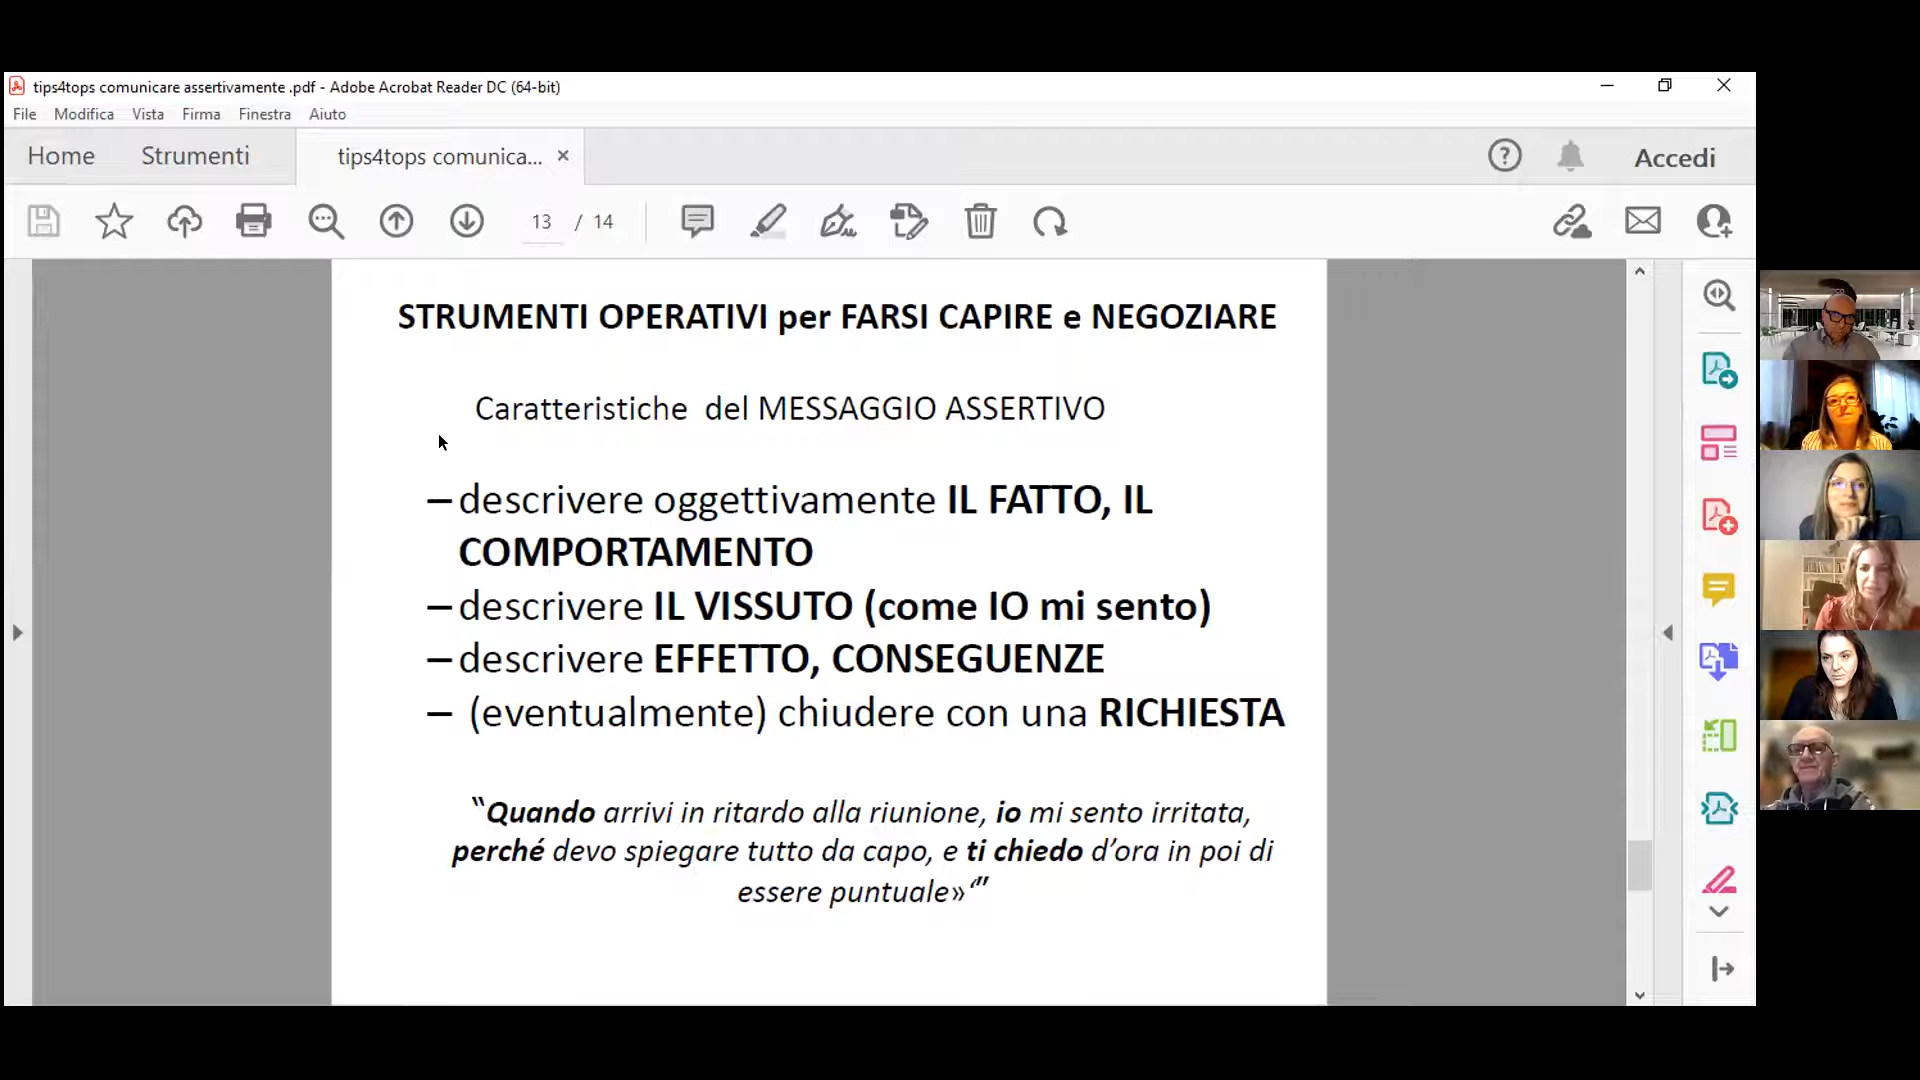 tips4tops comunicare assertivamente .pdf - Adobe Acrobat Reader DC (64-bit)
File Modifica Vista Firma Finestra Aiuto
Home Strumenti tips4tops comunica... × Accedi
13 / 14
STRUMENTI OPERATIVI per FARSI CAPIRE e NEGOZIARE
Caratteristiche del MESSAGGIO ASSERTIVO
– descrivere oggettivamente IL FATTO, IL
COMPORTAMENTO
– descrivere IL VISSUTO (come IO mi sento)
– descrivere EFFETTO, CONSEGUENZE
– (eventualmente) chiudere con una RICHIESTA
‟Quando arrivi in ritardo alla riunione, io mi sento irritata,
perché devo spiegare tutto da capo, e ti chiedo d’ora in poi di
essere puntuale»‘”